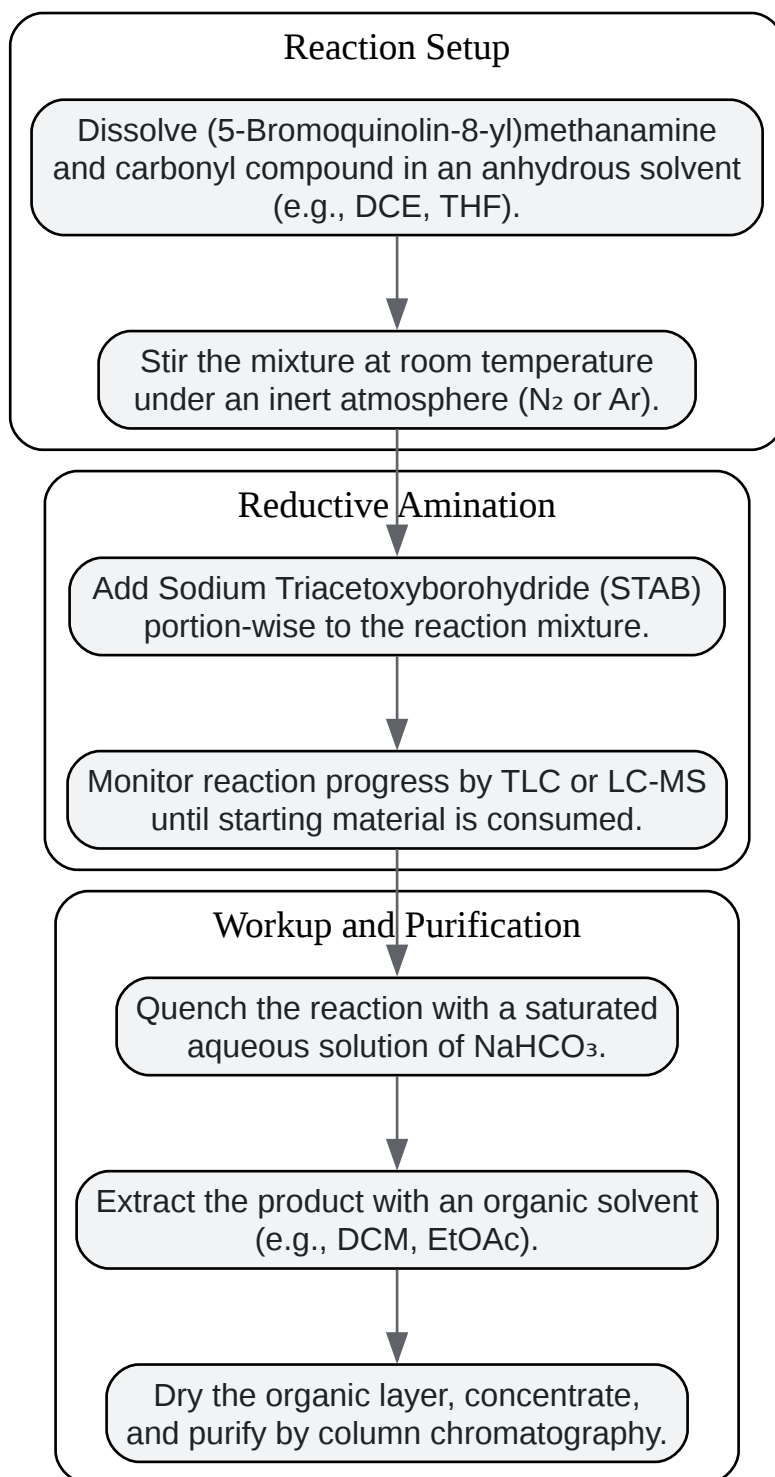 Reaction Setup
Dissolve (5-Bromoquinolin-8-yl)methanamine
and carbonyl compound in an anhydrous solvent
(e.g., DCE, THF).
Stir the mixture at room temperature
under an inert atmosphere (N₂ or Ar).
Reductive Amination
Add Sodium Triacetoxyborohydride (STAB)
portion-wise to the reaction mixture.
Monitor reaction progress by TLC or LC-MS
until starting material is consumed.
Workup and Purification
Quench the reaction with a saturated
aqueous solution of NaHCO₃.
Extract the product with an organic solvent
(e.g., DCM, EtOAc).
Dry the organic layer, concentrate,
and purify by column chromatography.